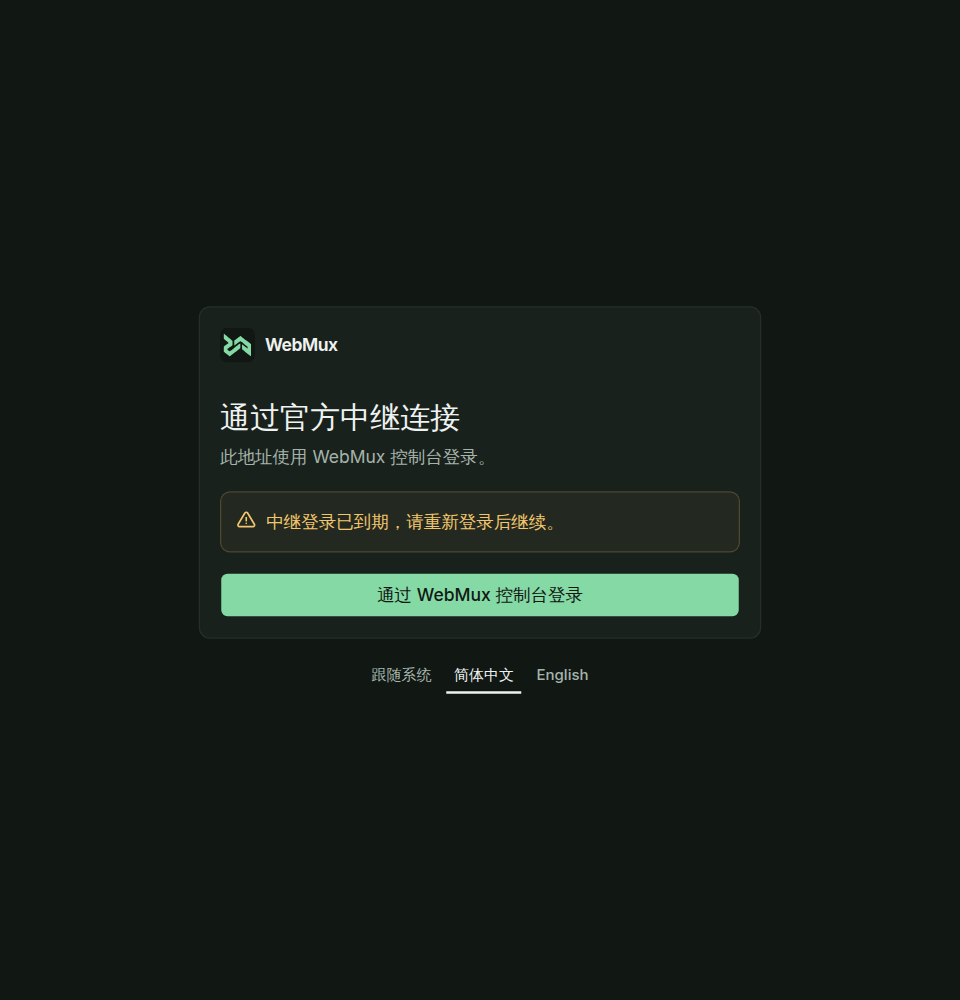 WebMux
通过官方中继连接
此地址使用 WebMux 控制台登录。
中继登录已到期，请重新登录后继续。
通过 WebMux 控制台登录
跟随系统 简体中文 English